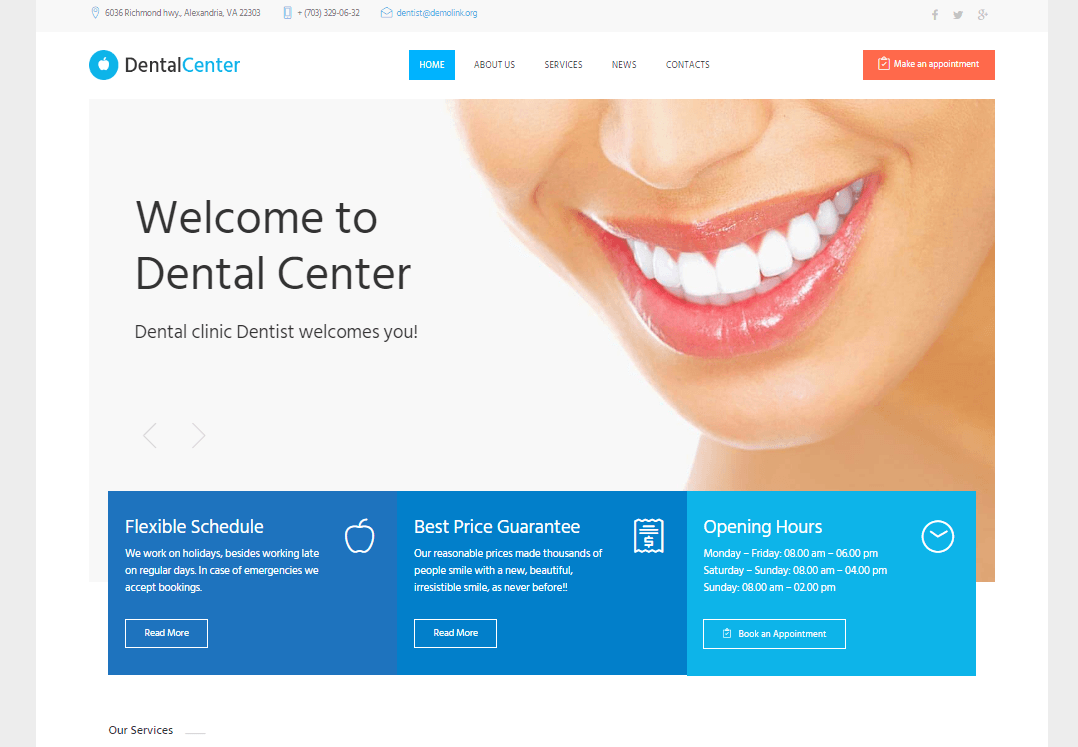 6036 Richmond hwy., Alexandria, VA 22303
+ (703) 329-06-32
dentist@demolink.org
DentalCenter
HOME
ABOUT US
SERVICES
NEWS
CONTACTS
Make an appointment
Welcome to
Dental Center
Dental clinic Dentist welcomes you!
Flexible Schedule
We work on holidays, besides working late
on regular days. In case of emergencies we
accept bookings.
Read More
Best Price Guarantee
Our reasonable prices made thousands of
people smile with a new, beautiful,
irresistible smile, as never before!!
Read More
Opening Hours
Monday – Friday: 08.00 am – 06.00 pm
Saturday – Sunday: 08.00 am – 04.00 pm
Sunday: 08.00 am – 02.00 pm
Book an Appointment
Our Services